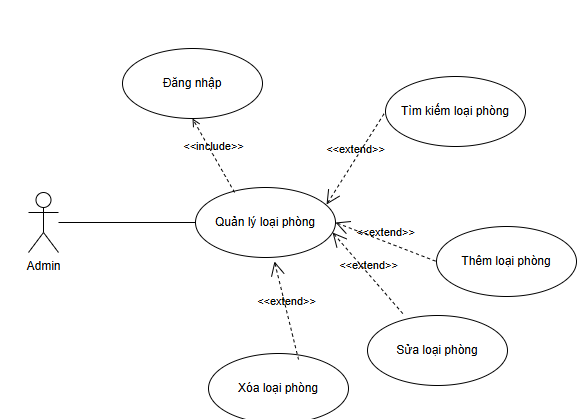 Đăng nhập
Tìm kiếm loại phòng
<<include>>
<<extend>>
Quản lý loại phòng
<<extend>>
Admin
<<extend>>
Thêm loại phòng
<<extend>>
Sửa loại phòng
Xóa loại phòng